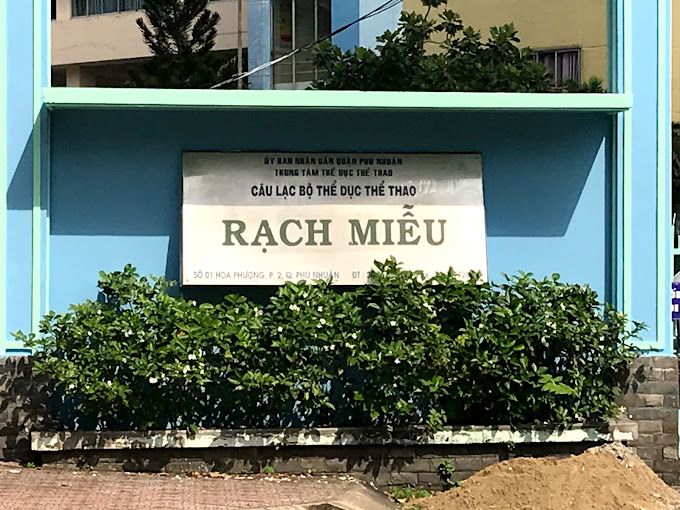 ỦY BAN NHÂN DÂN QUẬN PHÚ NHUẬN
TRUNG TÂM THỂ DỤC THỂ THAO
CÂU LẠC BỘ THỂ DỤC THỂ THAO
RẠCH MIỄU
SỐ 01 HOA PHƯỢNG, P. 2, Q. PHÚ NHUẬN ĐT: